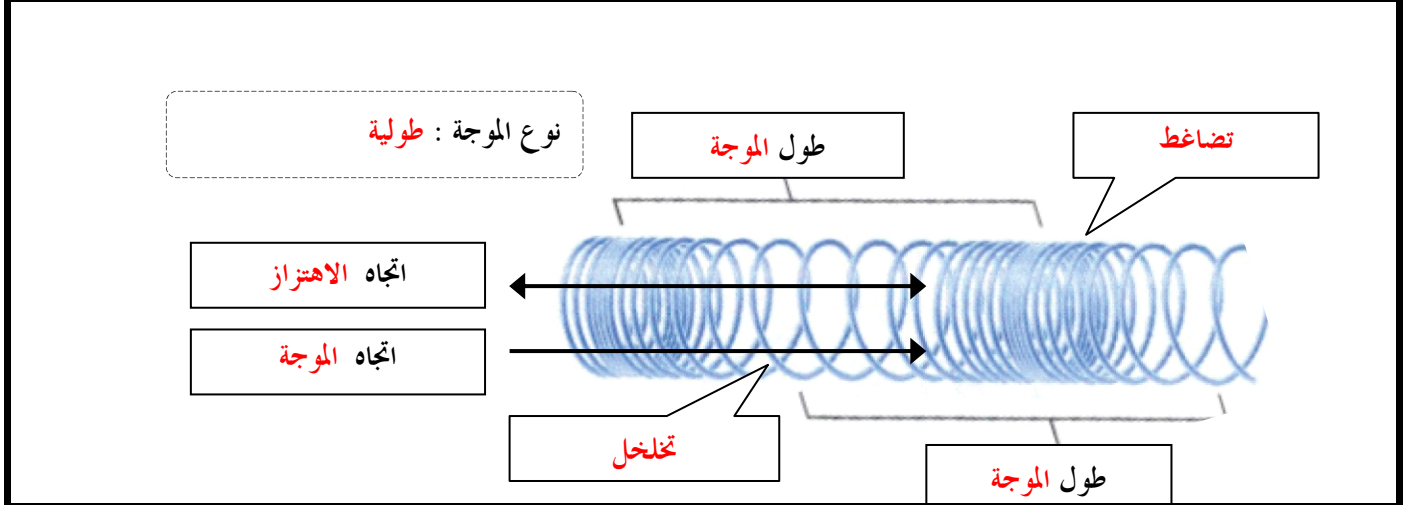 نوع الموجة : طولية
تضاغط
طول الموجة
اتجاه الاهتزاز
اتجاه الموجة
تخلخل
طول الموجة